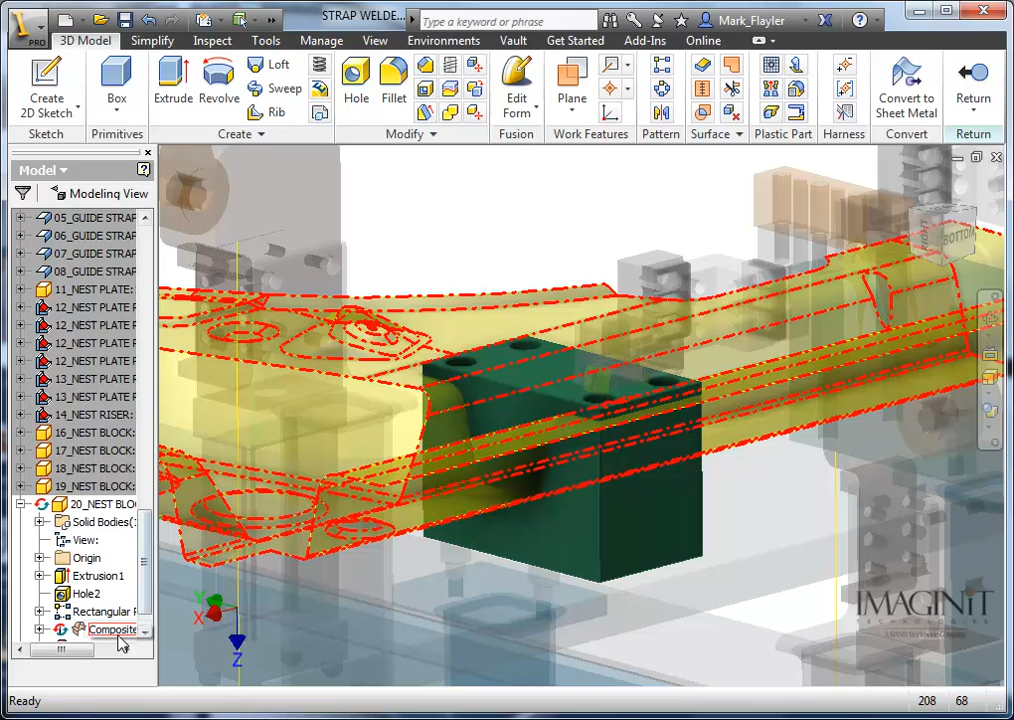 STRAP WELDE...
Type a keyword or phrase
Mark_Flayler
PRO
3D Model
Simplify
Inspect
Tools
Manage
View
Environments
Vault
Get Started
Add-Ins
Online
Create
2D Sketch
Box
Extrude
Revolve
Loft
Sweep
Rib
Hole
Fillet
Edit
Form
Plane
Convert to
Sheet Metal
Return
Sketch
Primitives
Create
Modify
Fusion
Work Features
Pattern
Surface
Plastic Part
Harness
Convert
Return
Model
Modeling View
05_GUIDE STRAP
06_GUIDE STRAP
07_GUIDE STRAP
08_GUIDE STRAP
11_NEST PLATE:
12_NEST PLATE
12_NEST PLATE
12_NEST PLATE
12_NEST PLATE
13_NEST PLATE
13_NEST PLATE
14_NEST RISER:
16_NEST BLOCK:
17_NEST BLOCK:
18_NEST BLOCK:
19_NEST BLOCK:
20_NEST BLO
Solid Bodies(
View:
Origin
Extrusion1
Hole2
Rectangular
Composite
BOTTOM
Y
X
Z
IMAGINiT
TECHNOLOGIES
Ready
208
68